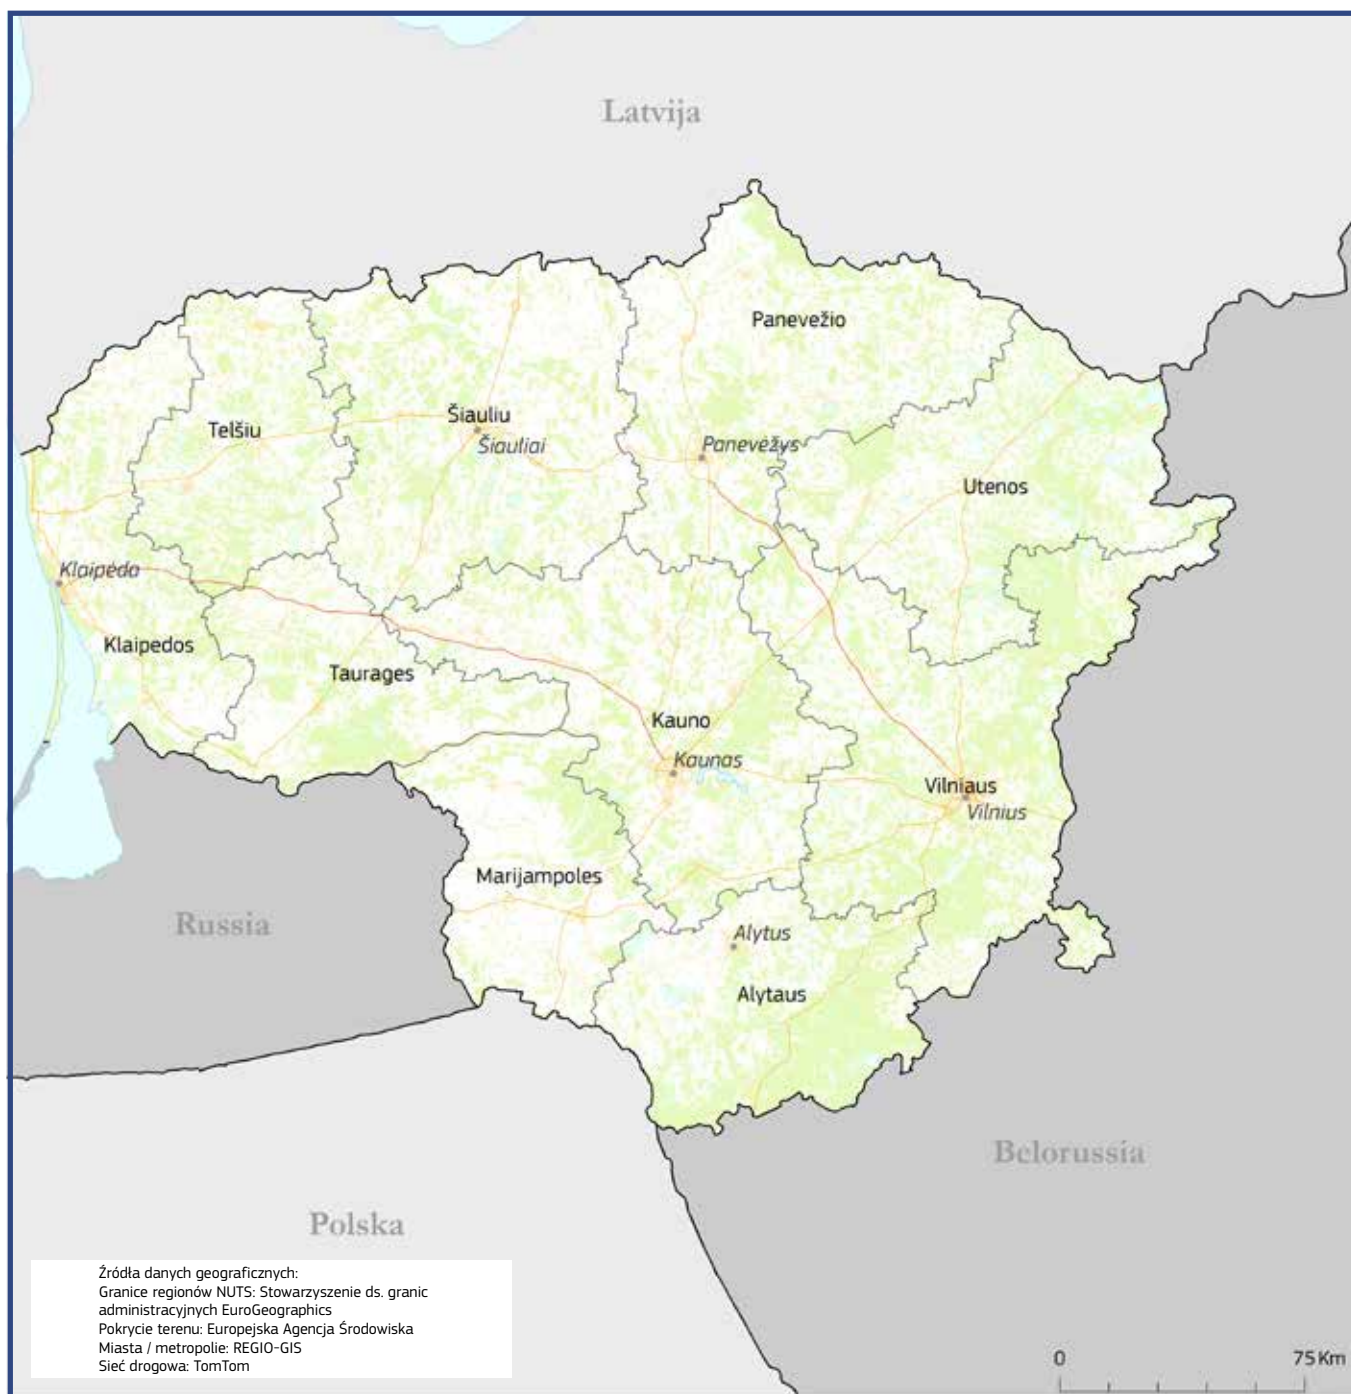 Latvija
Panevežio
Telšiu
Šiauliu
Šiauliai
Panevėžys
Utenos
Klaipėda
Klaipedos
Taurages
Kauno
Kaunas
Vilniaus
Vilnius
Marijampoles
Russia
Alytus
Alytaus
Belorussia
Polska
Źródła danych geograficznych:
Granice regionów NUTS: Stowarzyszenie ds. granic
administracyjnych EuroGeographics
Pokrycie terenu: Europejska Agencja Środowiska
Miasta / metropolie: REGIO-GIS
Sieć drogowa: TomTom
0 75 Km